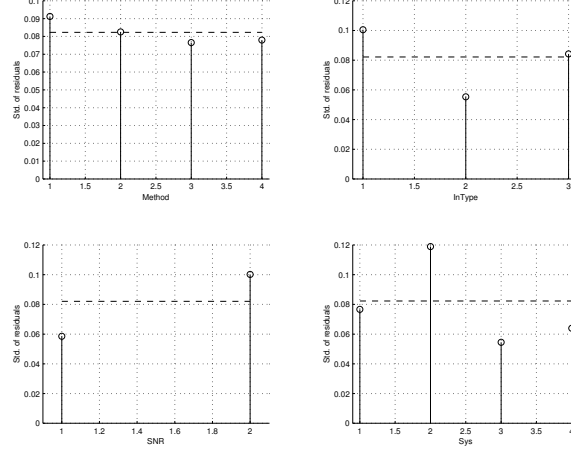 0.1
0.09
0.08
0.07
0.06
0.05
0.04
0.03
0.02
0.01
0
Std. of residuals
1 1.5 2 2.5 3 3.5 4
Method
0.12
0.1
0.08
0.06
0.04
0.02
0
Std. of residuals
1 1.5 2 2.5 3
InType
0.12
0.1
0.08
0.06
0.04
0.02
0
Std. of residuals
1 1.2 1.4 1.6 1.8 2
SNR
0.12
0.1
0.08
0.06
0.04
0.02
0
Std. of residuals
1 1.5 2 2.5 3 3.5 4
Sys